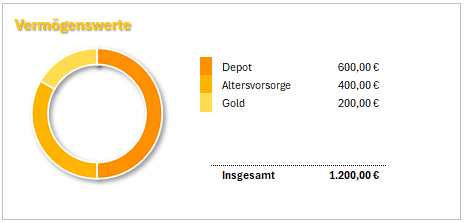 Vermögenswerte
Depot 600,00 €
Altersvorsorge 400,00 €
Gold 200,00 €
Insgesamt 1.200,00 €